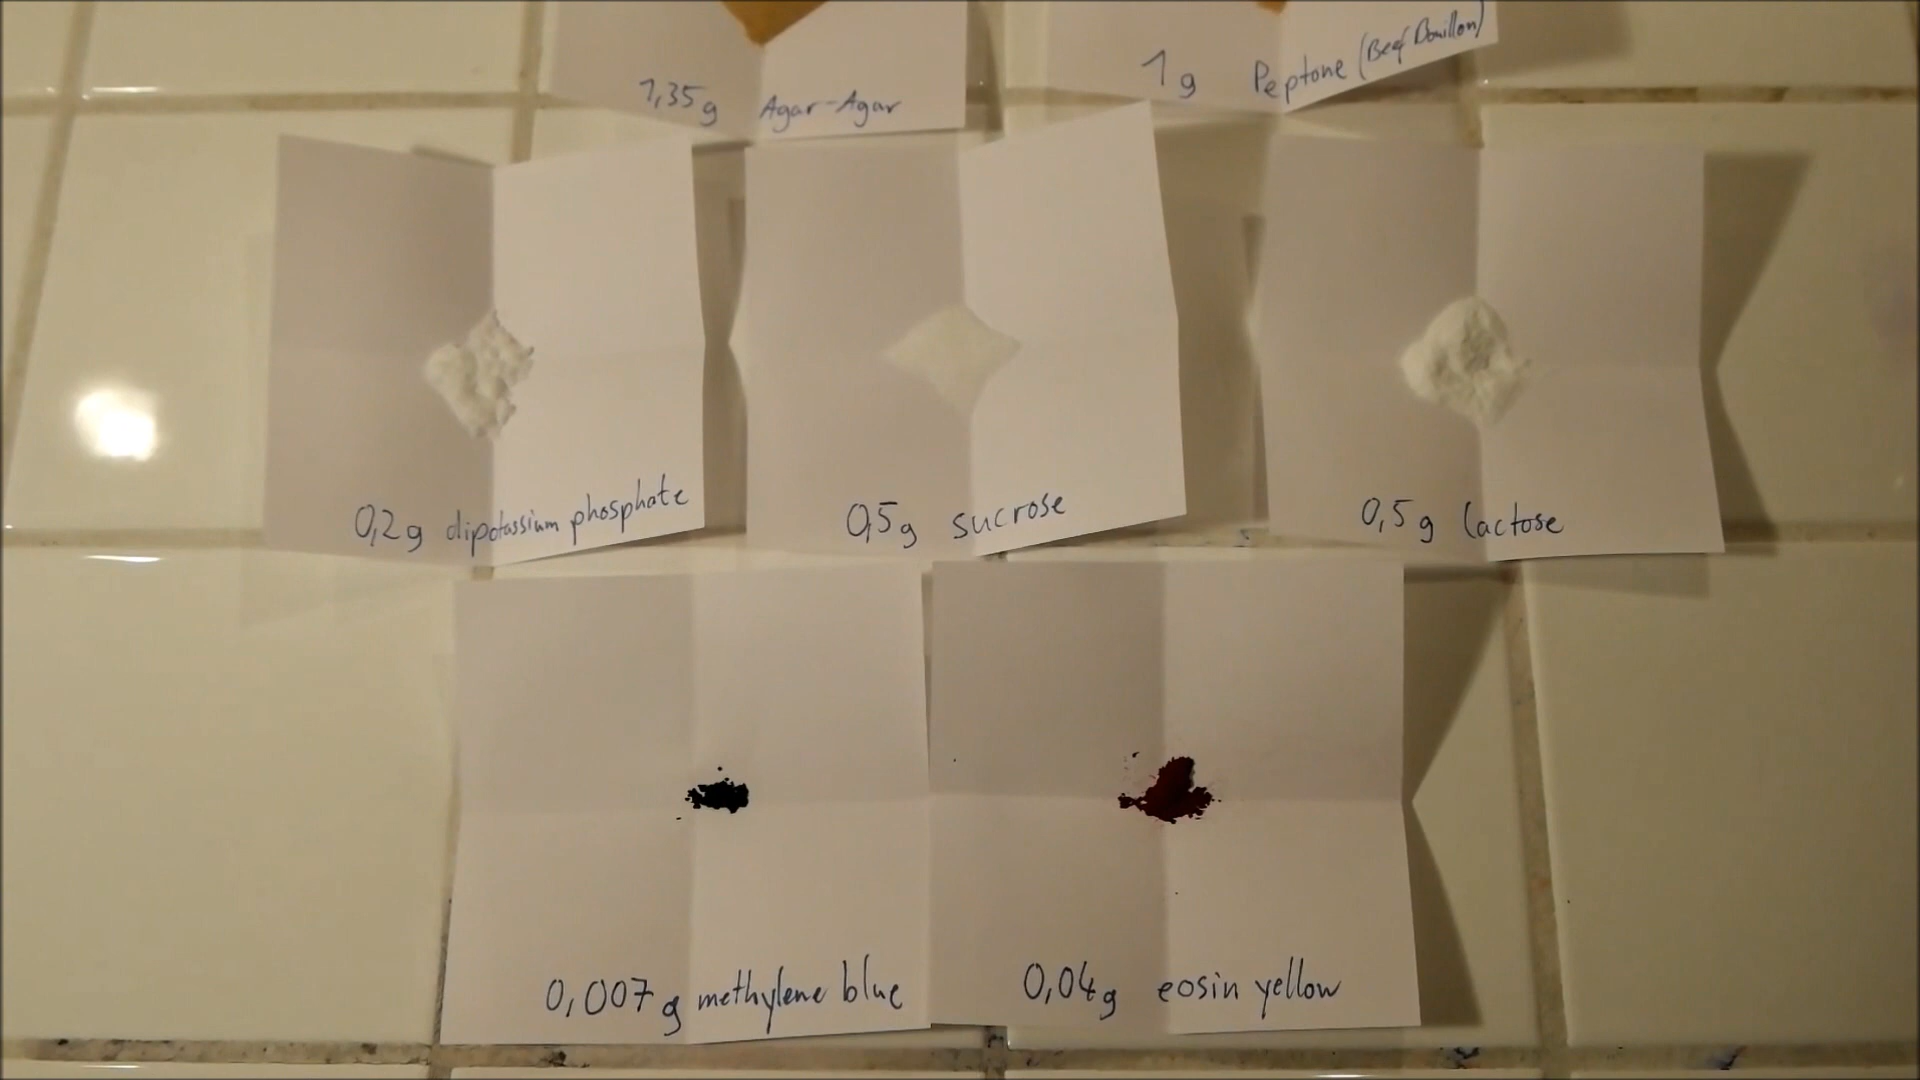 1,35g Agar-Agar
1g Peptone (Beef Bouillon)
0,2g dipotassium phosphate
0,5g sucrose
0,5g lactose
0,007g methylene blue
0,04g eosin yellow